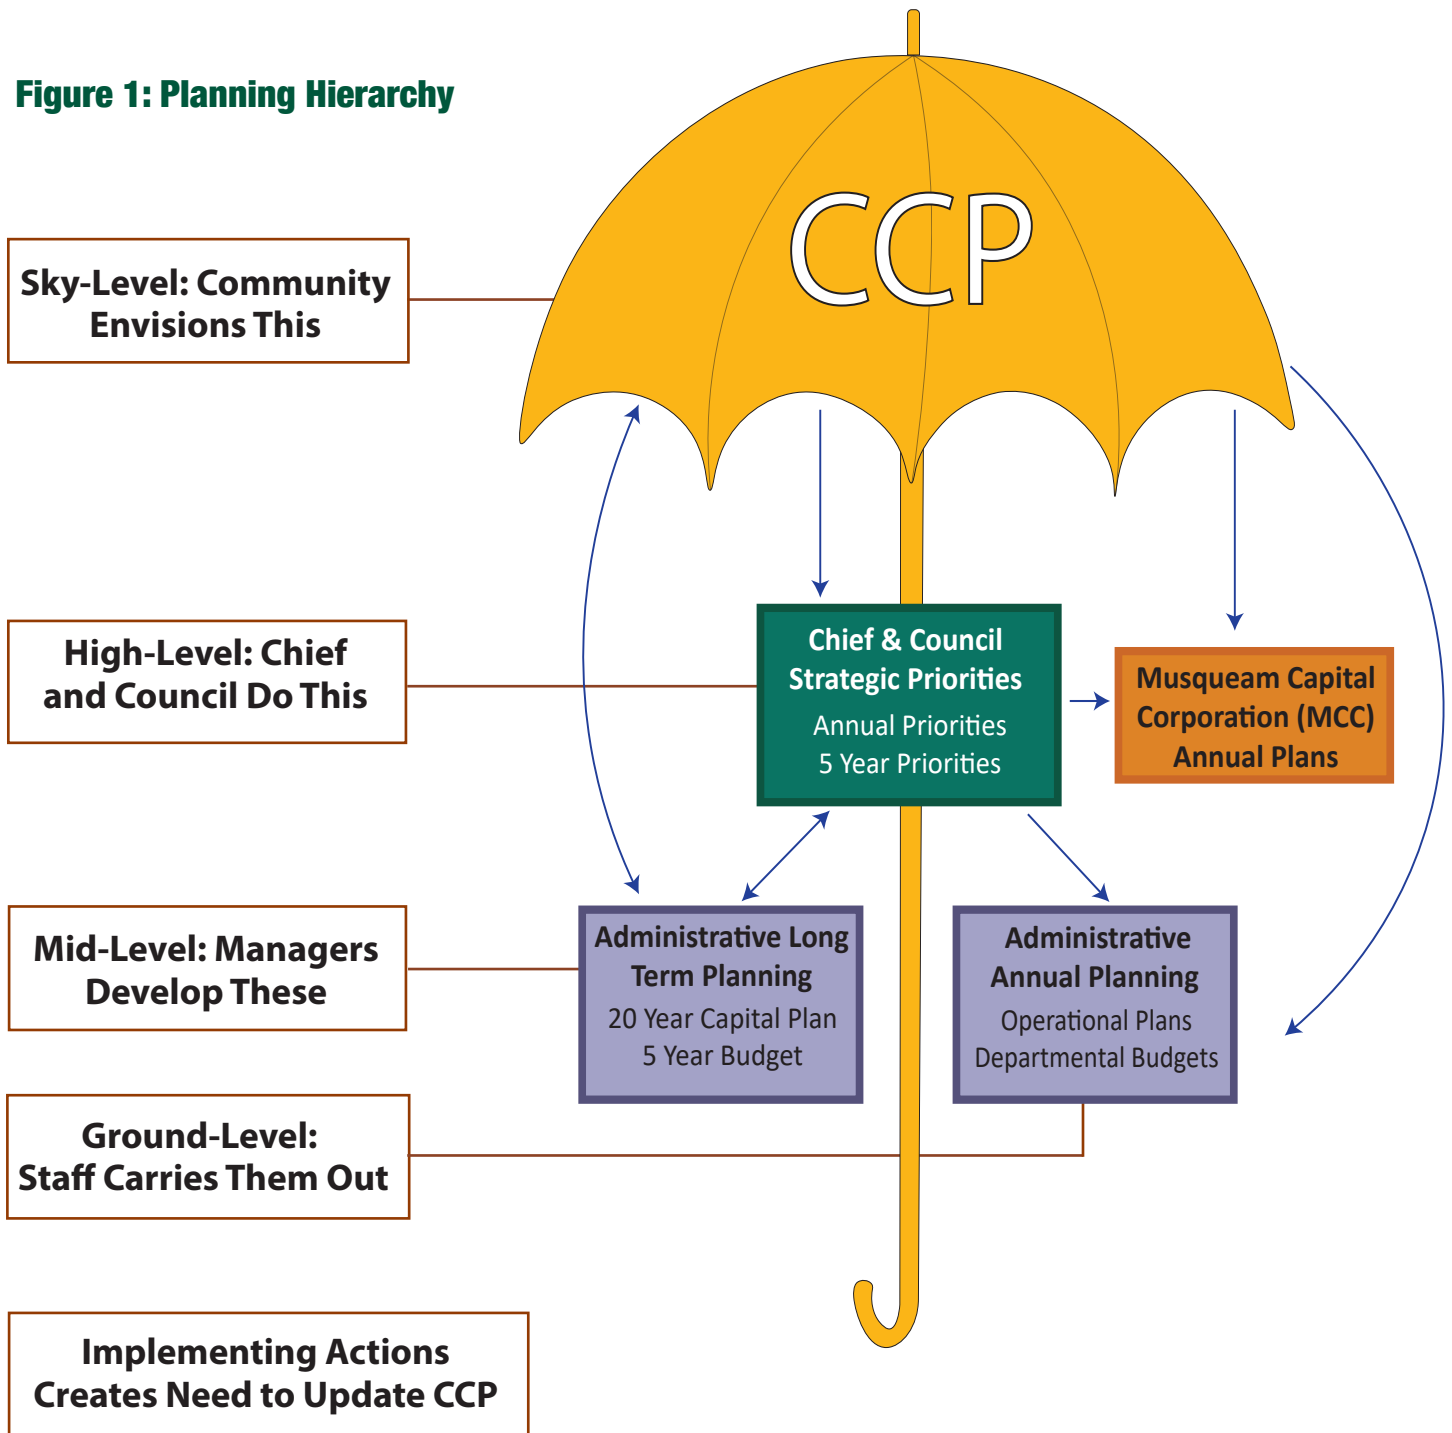 Figure 1: Planning Hierarchy
CCP
Sky-Level: Community
Envisions This
High-Level: Chief
and Council Do This
Chief & Council
Strategic Priorities
Annual Priorities
5 Year Priorities
Musqueam Capital
Corporation (MCC)
Annual Plans
Mid-Level: Managers
Develop These
Administrative Long
Term Planning
20 Year Capital Plan
5 Year Budget
Administrative
Annual Planning
Operational Plans
Departmental Budgets
Ground-Level:
Staff Carries Them Out
Implementing Actions
Creates Need to Update CCP